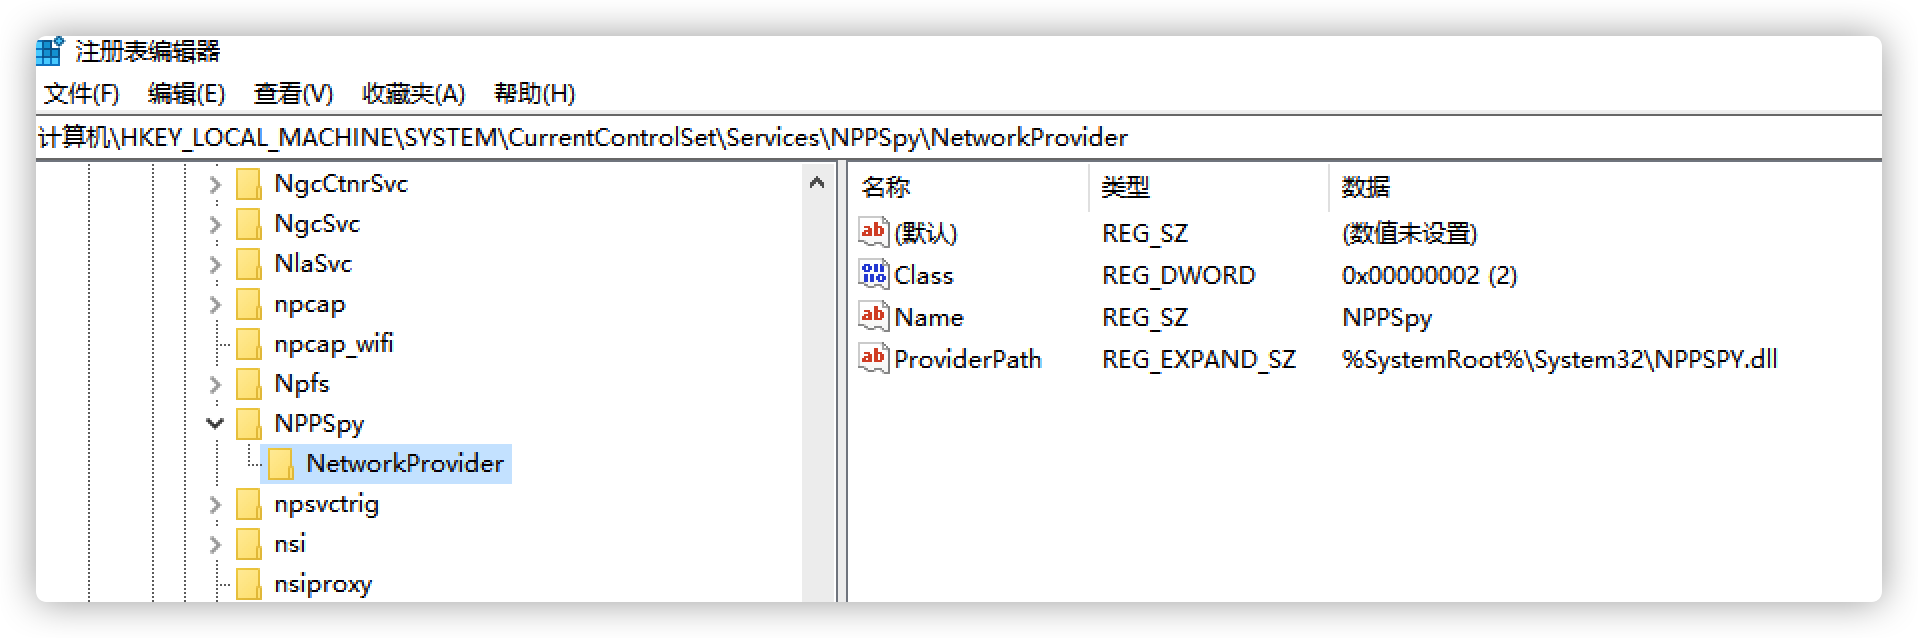 注册表编辑器
文件(F) 编辑(E) 查看(V) 收藏夹(A) 帮助(H)
计算机\HKEY_LOCAL_MACHINE\SYSTEM\CurrentControlSet\Services\NPPSpy\NetworkProvider
NgcCtnrSvc
NgcSvc
NlaSvc
npcap
npcap_wifi
Npfs
NPPSpy
NetworkProvider
npsvctrig
nsi
nsiproxy
名称 类型 数据
(默认) REG_SZ (数值未设置)
Class REG_DWORD 0x00000002 (2)
Name REG_SZ NPPSpy
ProviderPath REG_EXPAND_SZ %SystemRoot%\System32\NPPSPY.dll